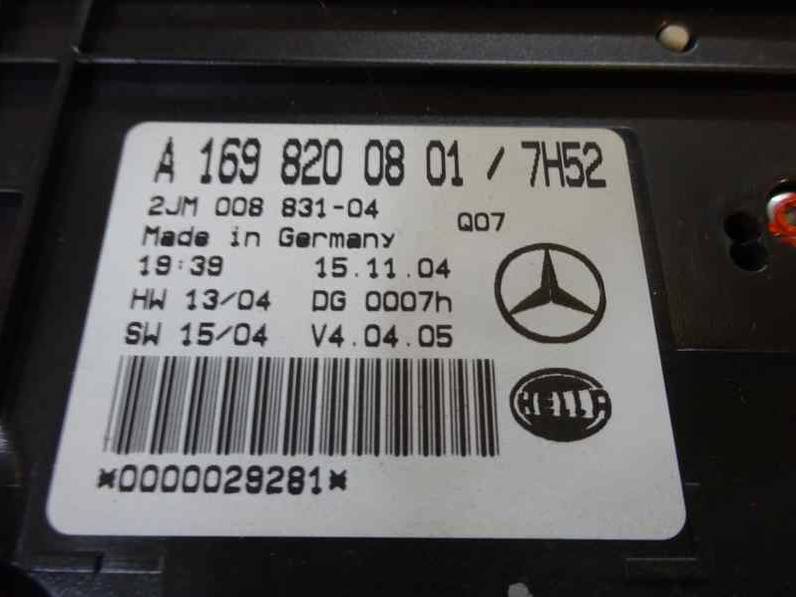 A 169 820 08 01 / 7H52
2JM 008 831-04 Q07
Made in Germany
19:39 15.11.04
HW 13/04 DG 0007h
SW 15/04 V4.04.05
HELLA
*0000029281*